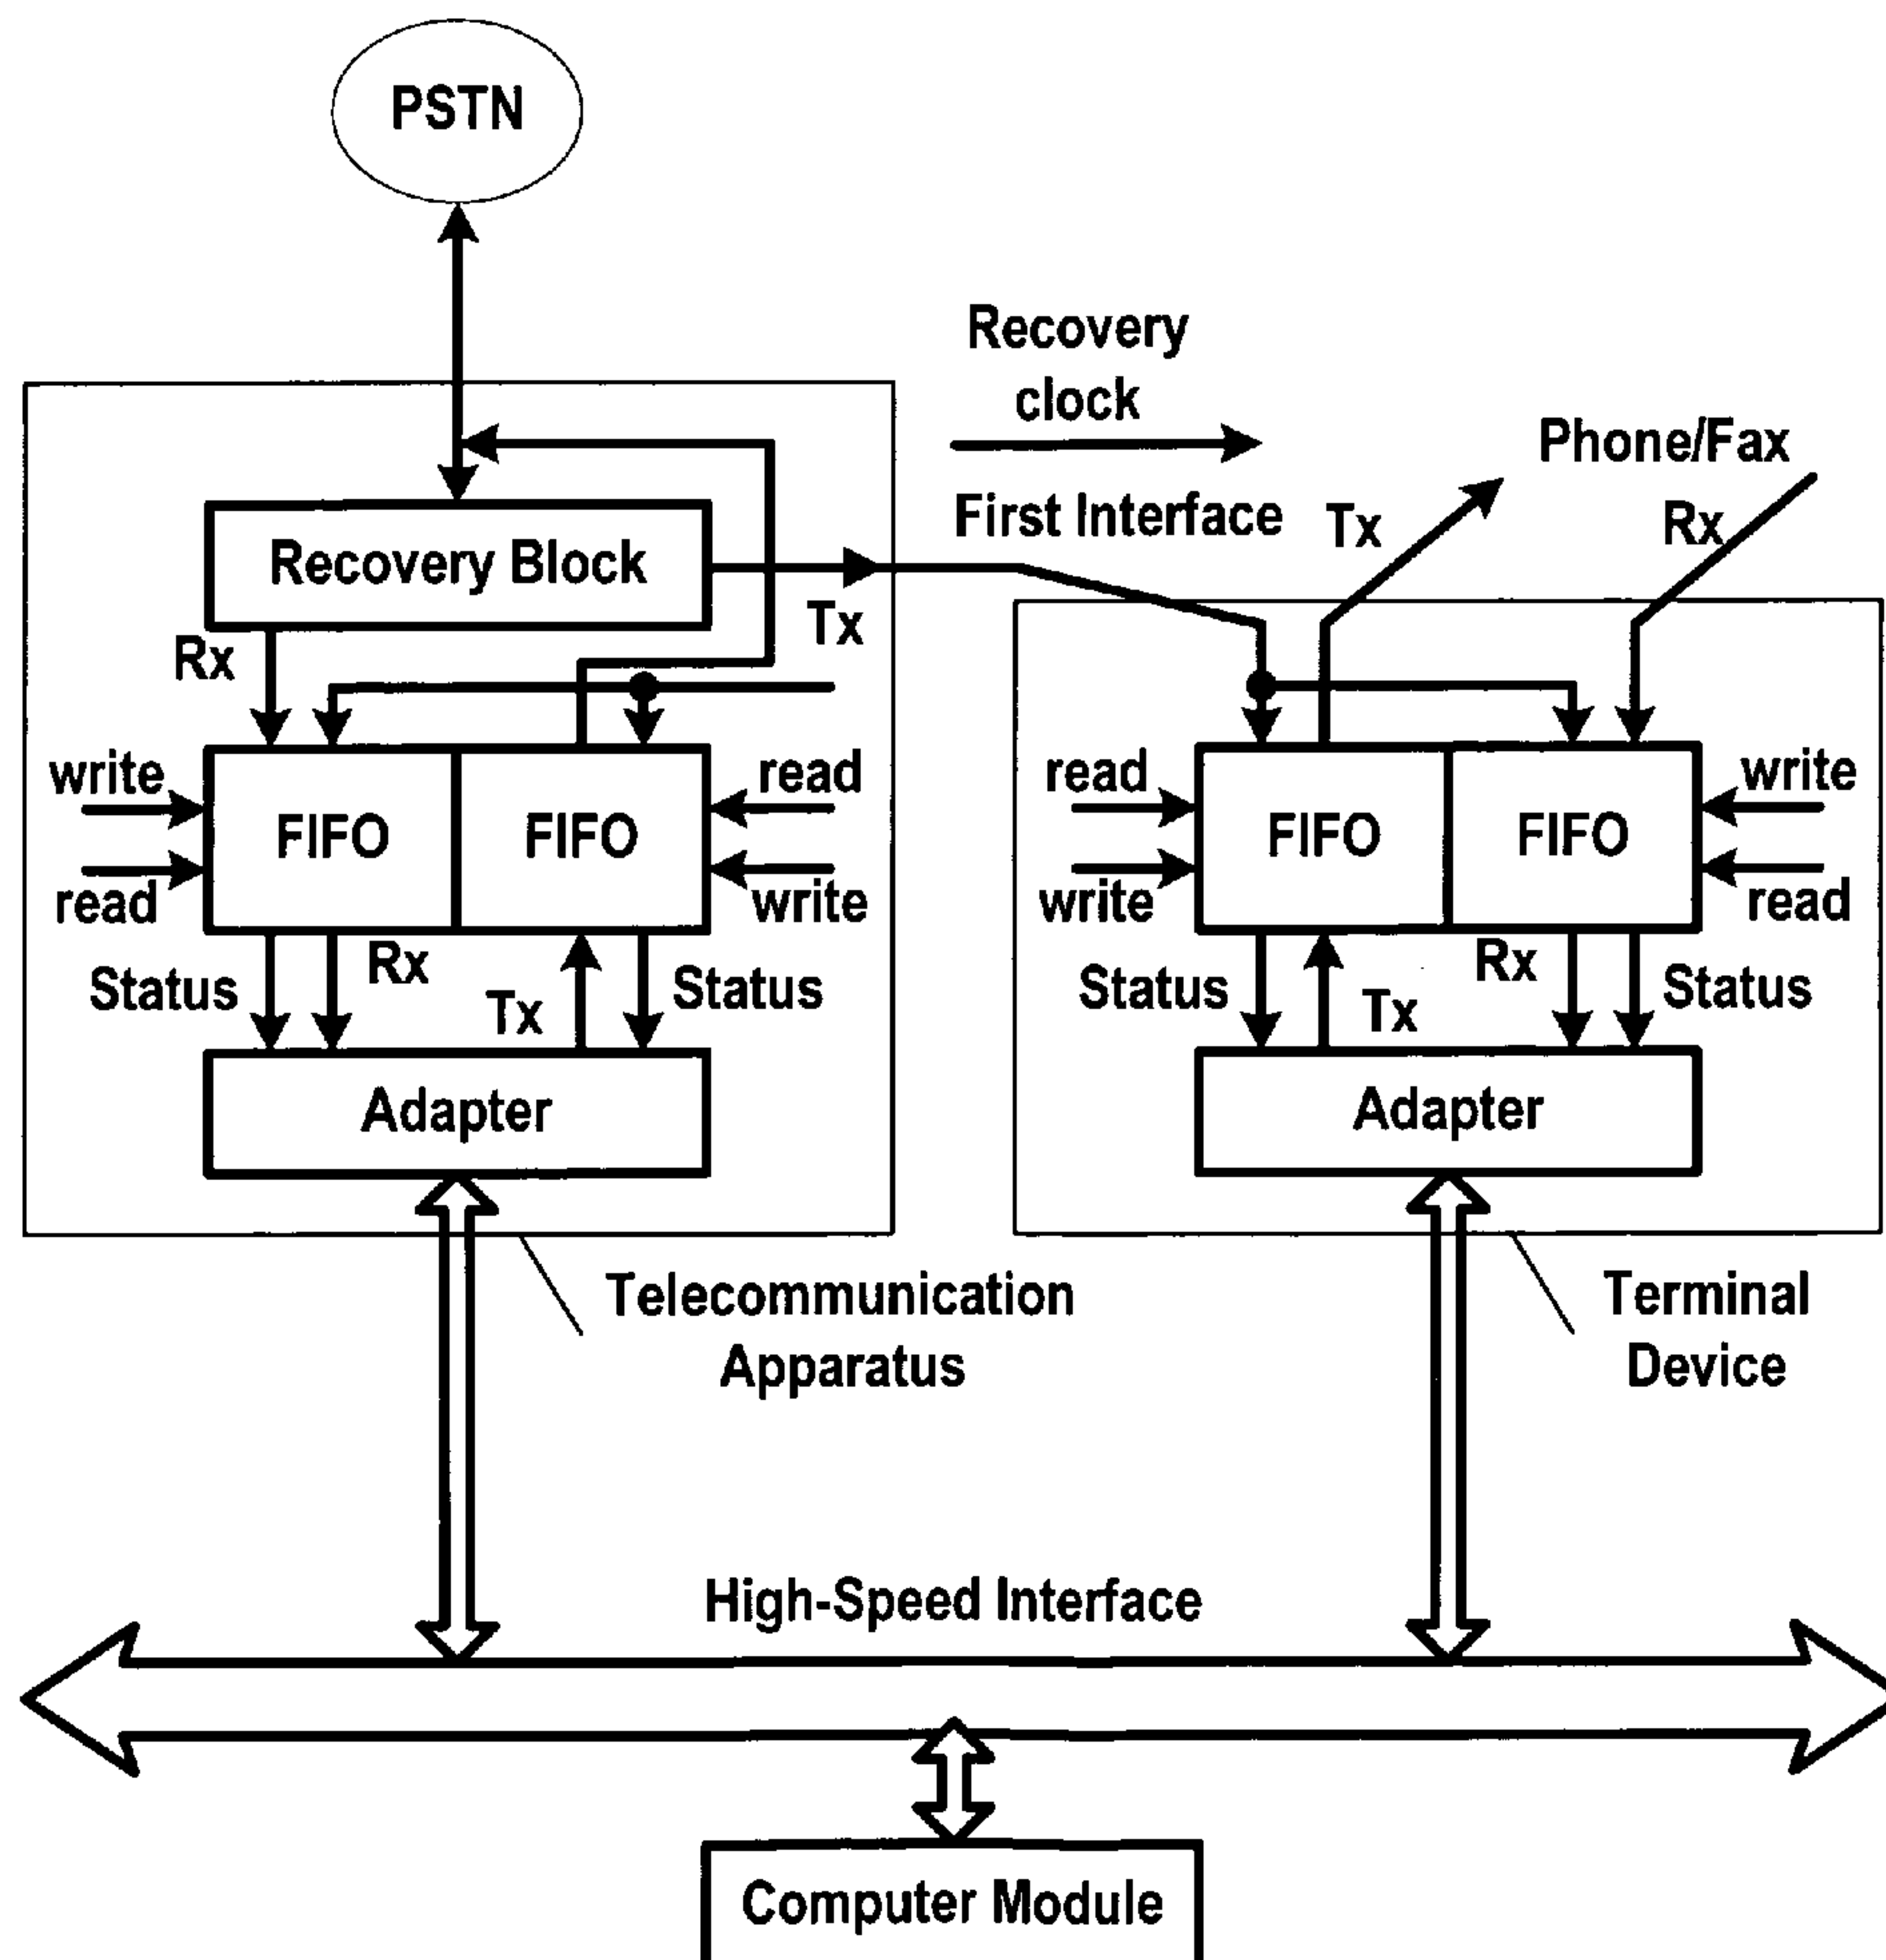 PSTN
Recovery
clock
Phone/Fax
First Interface
Tx
Rx
Recovery Block
Tx
Rx
write
read
read
write
FIFO
FIFO
FIFO
FIFO
read
write
write
read
Status
Rx
Tx
Status
Status
Tx
Rx
Status
Adapter
Adapter
Telecommunication
Apparatus
Terminal
Device
High-Speed Interface
Computer Module